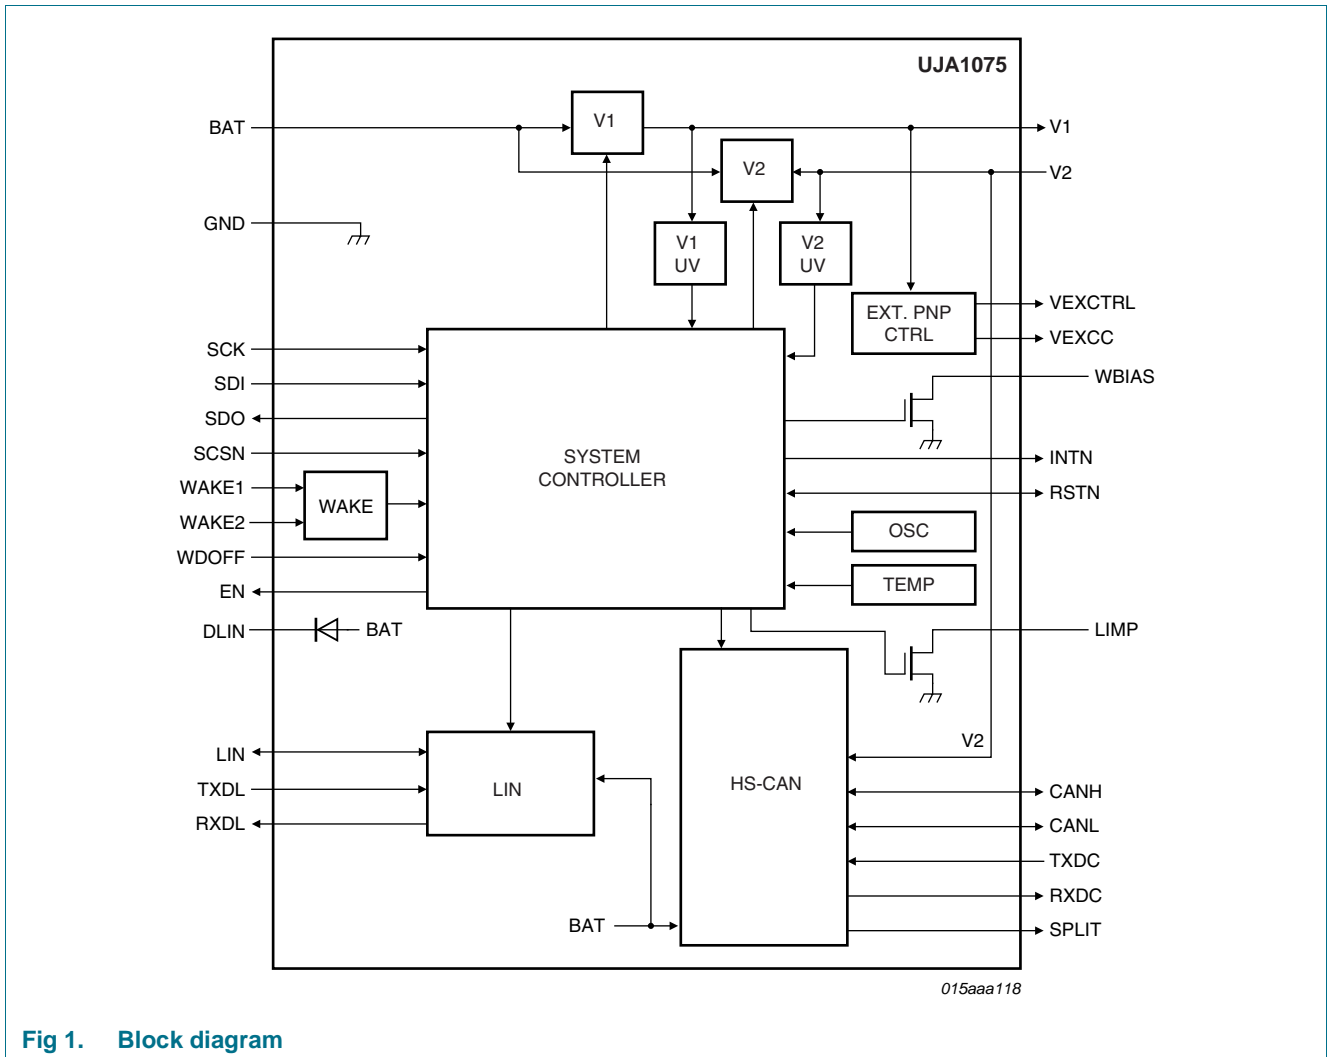 UJA1075
BAT
V1
V1
V2
V2
GND
V1
UV
V2
UV
EXT. PNP
CTRL
VEXCTRL
VEXCC
SCK
SDI
SDO
SCSN
WAKE1
WAKE2
WAKE
WDOFF
EN
SYSTEM
CONTROLLER
WBIAS
INTN
RSTN
OSC
TEMP
DLIN
BAT
LIMP
LIN
TXDL
RXDL
LIN
HS-CAN
V2
CANH
CANL
TXDC
RXDC
SPLIT
BAT
015aaa118
Fig 1. Block diagram